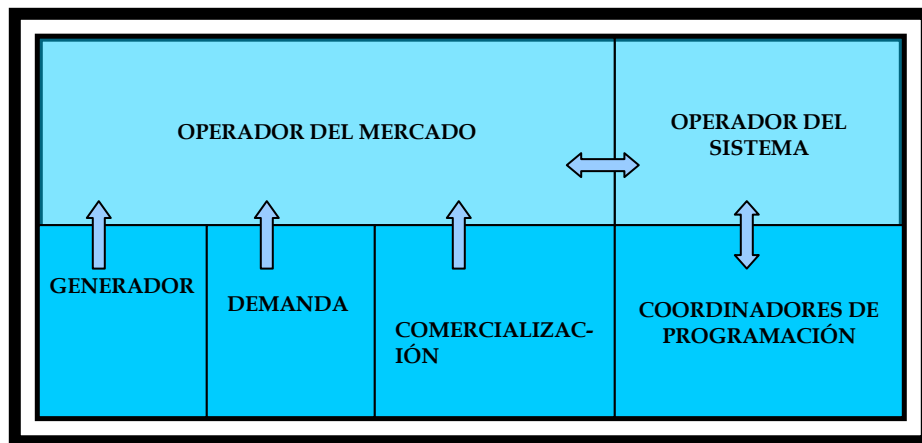 OPERADOR DEL MERCADO
OPERADOR DEL
SISTEMA
GENERADOR
DEMANDA
COMERCIALIZAC-
IÓN
COORDINADORES DE
PROGRAMACIÓN